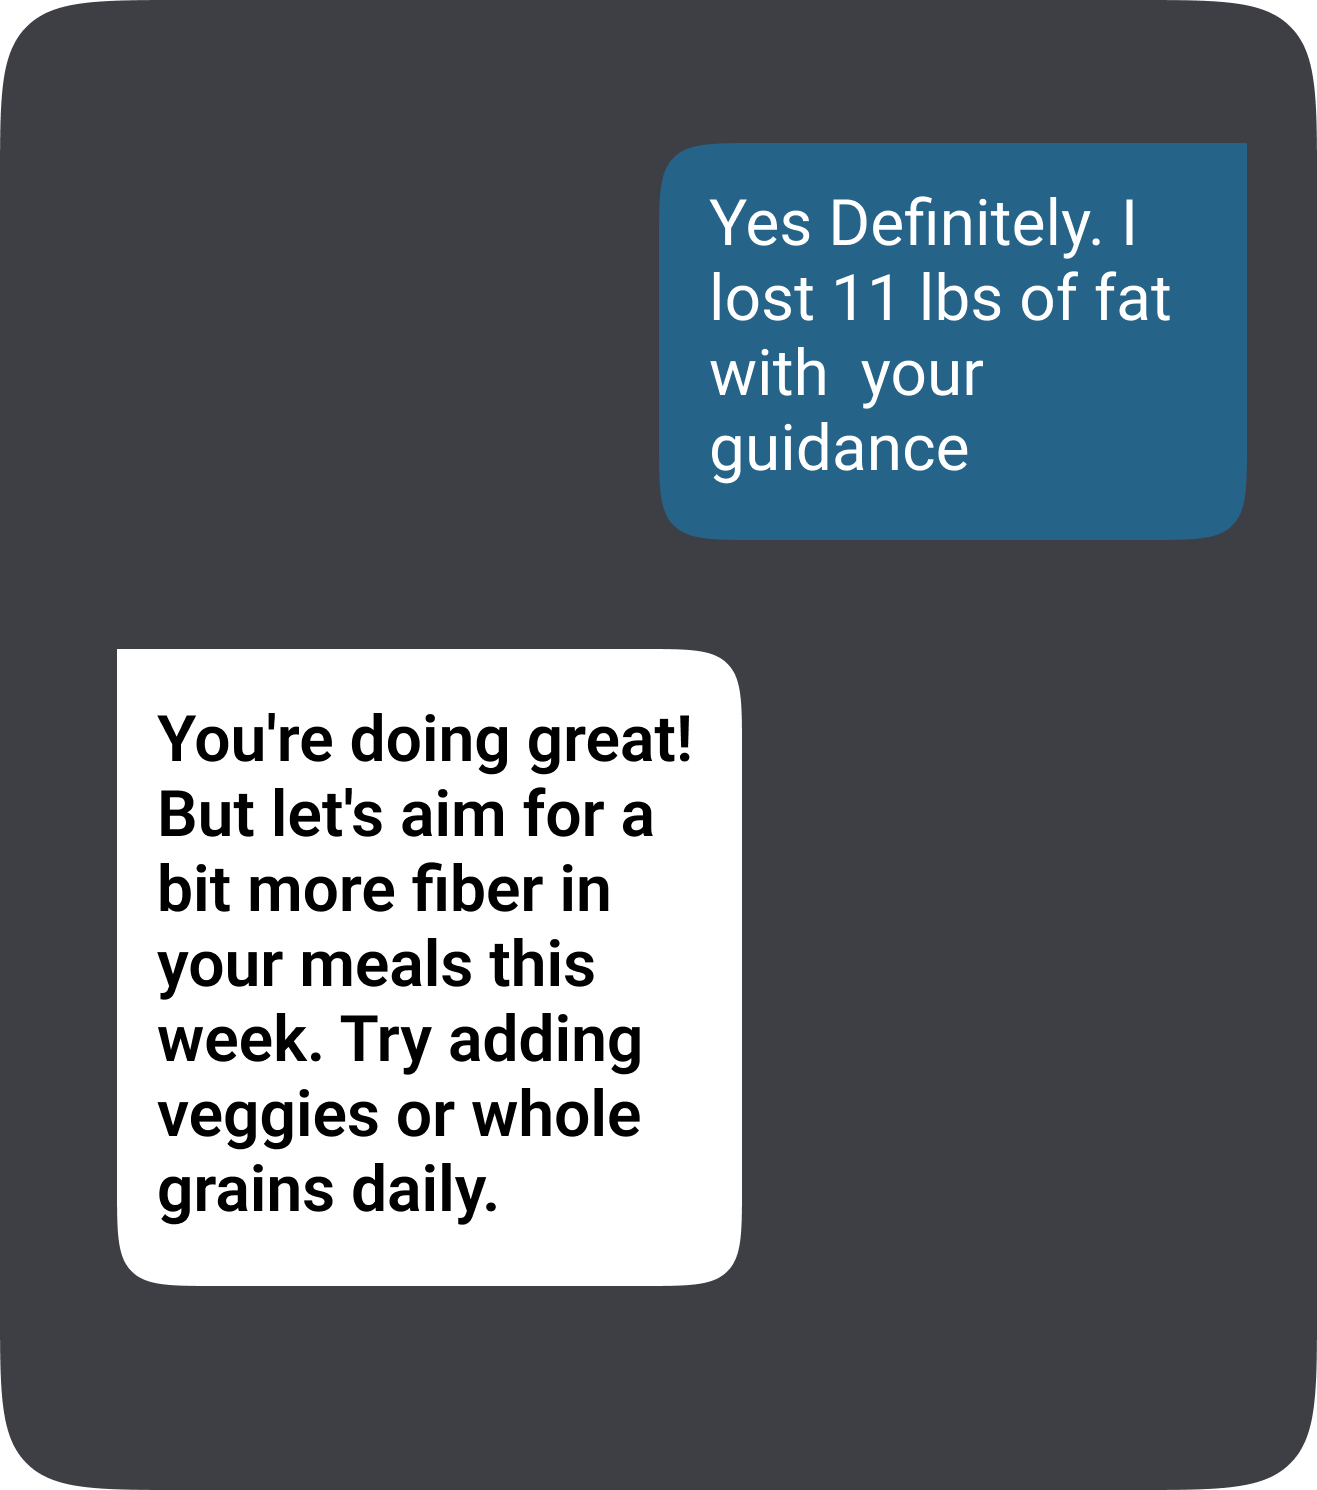 Yes Definitely. I
lost 11 lbs of fat
with  your
guidance
You're doing great!
But let's aim for a
bit more fiber in
your meals this
week. Try adding
veggies or whole
grains daily.